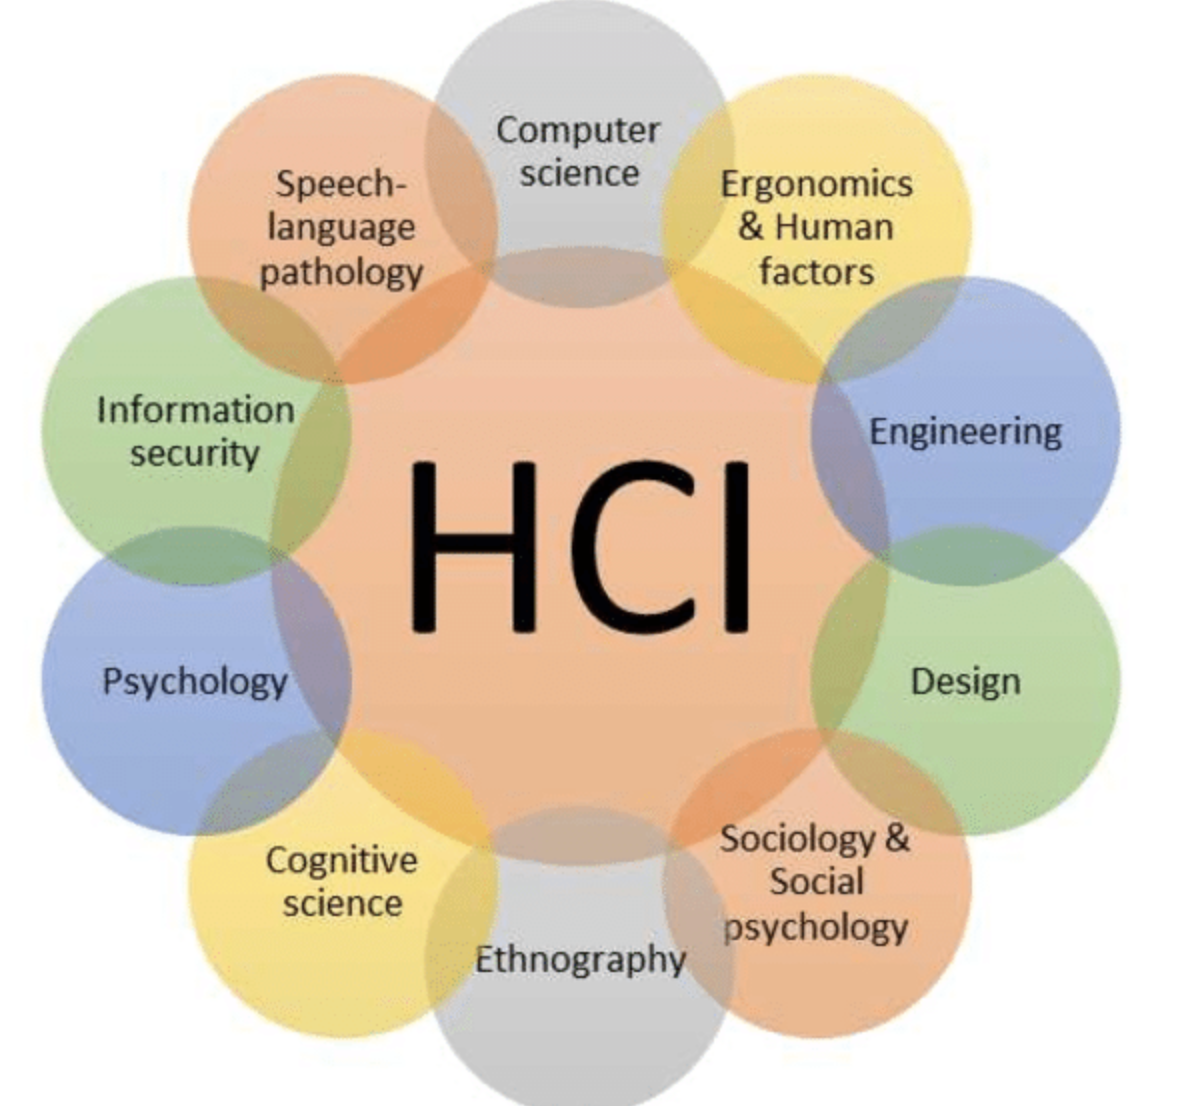 Computer
science
Ergonomics
& Human
factors
Engineering
Design
Sociology &
Social
psychology
Ethnography
Cognitive
science
Psychology
Information
security
Speech-
language
pathology
HCI